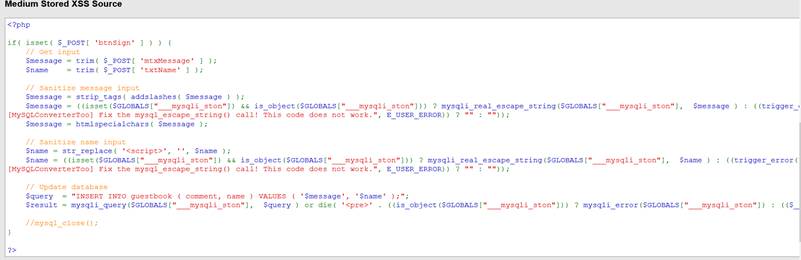 Medium Stored XSS Source
<?php
if( isset( $_POST[ 'btnSign' ] ) ) {
// Get input
$message = trim( $_POST[ 'mtxMessage' ] );
$name = trim( $_POST[ 'txtName' ] );
// Sanitize message input
$message = strip_tags( addslashes( $message ) );
$message = ((isset($GLOBALS["___mysqli_ston"]) && is_object($GLOBALS["___mysqli_ston"])) ? mysqli_real_escape_string($GLOBALS["___mysqli_ston"], $message ) : ((trigger_
[MySQLConverterToo] Fix the mysql_escape_string() call! This code does not work.", E_USER_ERROR)) ? "" : ""));
$message = htmlspecialchars( $message );
// Sanitize name input
$name = str_replace( '<script>', '', $name );
$name = ((isset($GLOBALS["___mysqli_ston"]) && is_object($GLOBALS["___mysqli_ston"])) ? mysqli_real_escape_string($GLOBALS["___mysqli_ston"], $name ) : ((trigger_error(
[MySQLConverterToo] Fix the mysql_escape_string() call! This code does not work.", E_USER_ERROR)) ? "" : ""));
// Update database
$query = "INSERT INTO guestbook ( comment, name ) VALUES ( '$message', '$name' );";
$result = mysqli_query($GLOBALS["___mysqli_ston"], $query ) or die( '<pre>' . ((is_object($GLOBALS["___mysqli_ston"])) ? mysqli_error($GLOBALS["___mysqli_ston"]) : (($_
//mysql_close();
}
?>